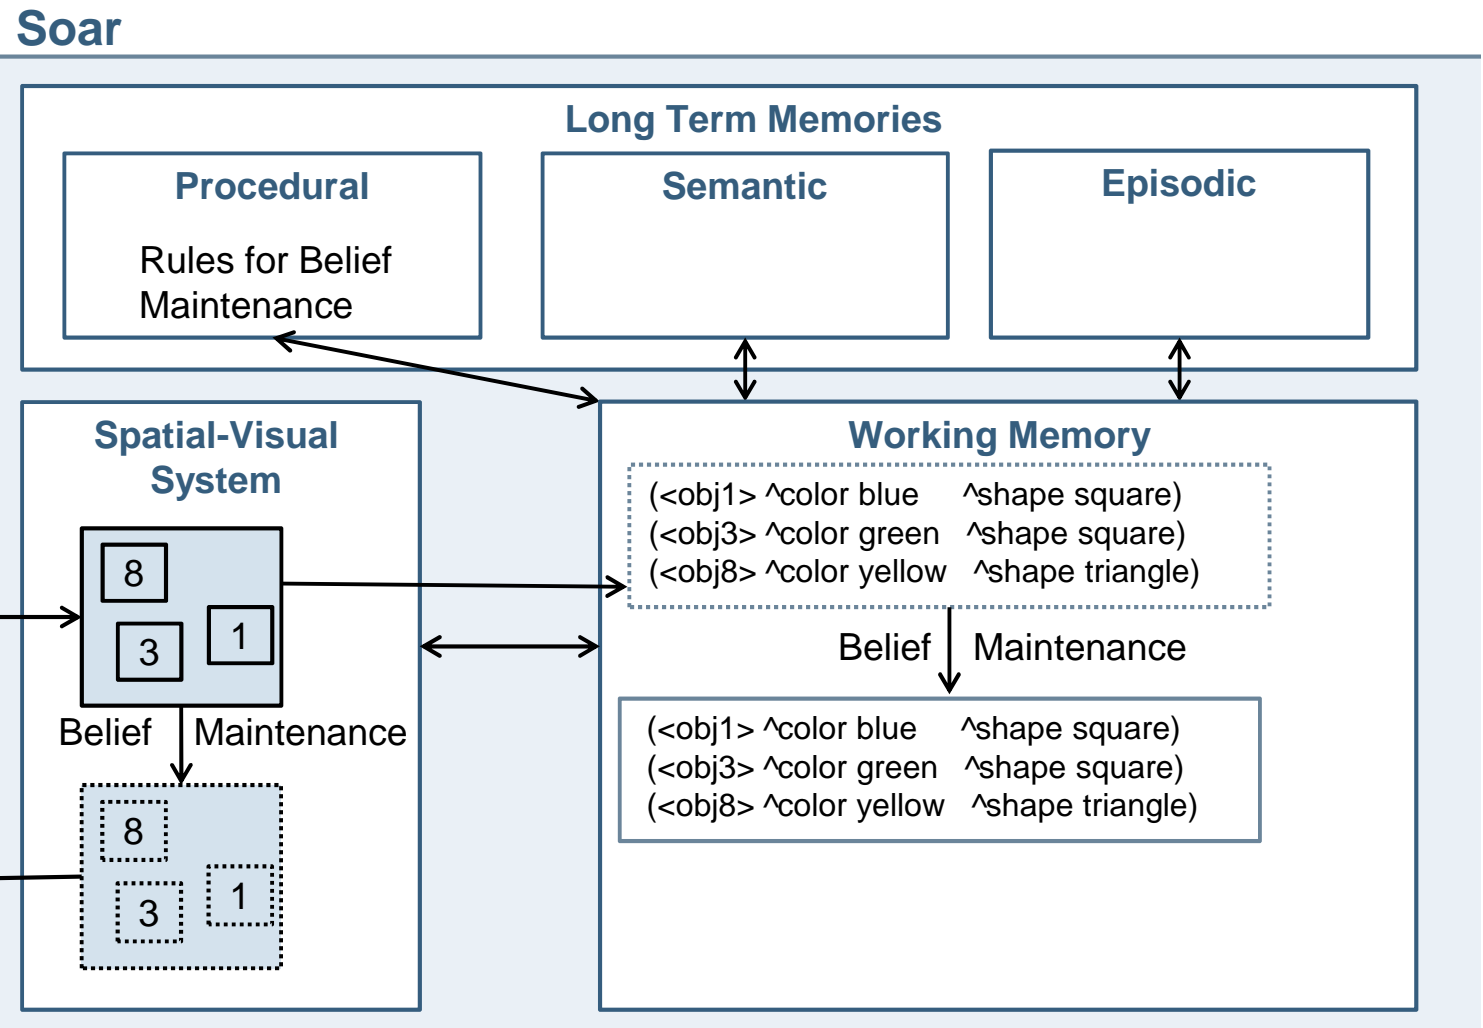 Soar
Long Term Memories
Procedural
Rules for Belief
Maintenance
Semantic
Episodic
Spatial-Visual
System
8
3
1
Belief Maintenance
8
3
1
Working Memory
(<obj1> ^color blue ^shape square)
(<obj3> ^color green ^shape square)
(<obj8> ^color yellow ^shape triangle)
Belief Maintenance
(<obj1> ^color blue ^shape square)
(<obj3> ^color green ^shape square)
(<obj8> ^color yellow ^shape triangle)